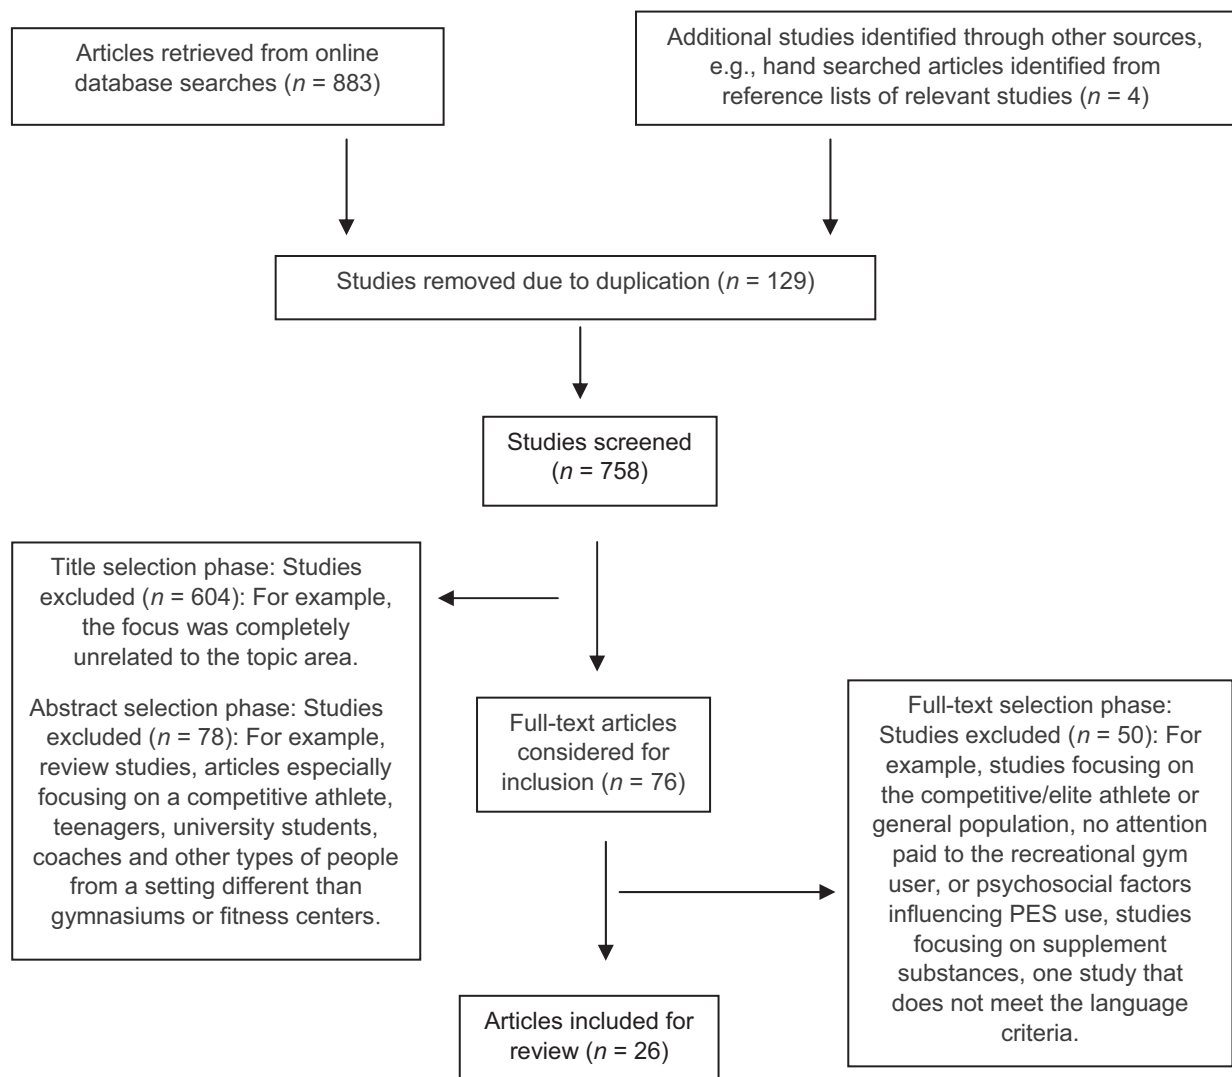 Articles retrieved from online
database searches (n = 883)
Additional studies identified through other sources,
e.g., hand searched articles identified from
reference lists of relevant studies (n = 4)
Studies removed due to duplication (n = 129)
Studies screened
(n = 758)
Title selection phase: Studies
excluded (n = 604): For example,
the focus was completely
unrelated to the topic area.
Abstract selection phase: Studies
excluded (n = 78): For example,
review studies, articles especially
focusing on a competitive athlete,
teenagers, university students,
coaches and other types of people
from a setting different than
gymnasiums or fitness centers.
Full-text articles
considered for
inclusion (n = 76)
Full-text selection phase:
Studies excluded (n = 50): For
example, studies focusing on
the competitive/elite athlete or
general population, no attention
paid to the recreational gym
user, or psychosocial factors
influencing PES use, studies
focusing on supplement
substances, one study that
does not meet the language
criteria.
Articles included for
review (n = 26)